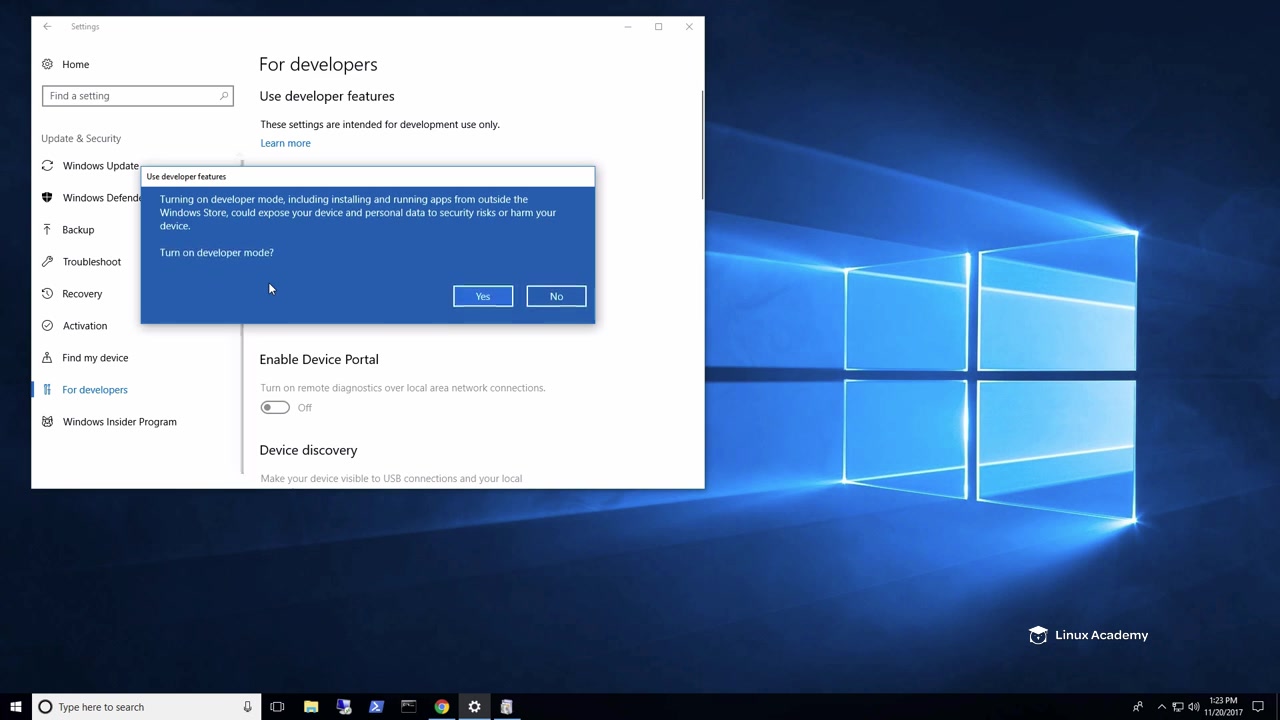 Settings
Home
Find a setting
Update & Security
Windows Update
Windows Defende
Backup
Troubleshoot
Recovery
Activation
Find my device
For developers
Windows Insider Program
For developers
Use developer features
These settings are intended for development use only.
Learn more
Use developer features
Turning on developer mode, including installing and running apps from outside the
Windows Store, could expose your device and personal data to security risks or harm your
device.
Turn on developer mode?
Yes
No
Enable Device Portal
Turn on remote diagnostics over local area network connections.
Off
Device discovery
Make your device visible to USB connections and your local
Linux Academy
Type here to search
1:23 PM
11/20/2017